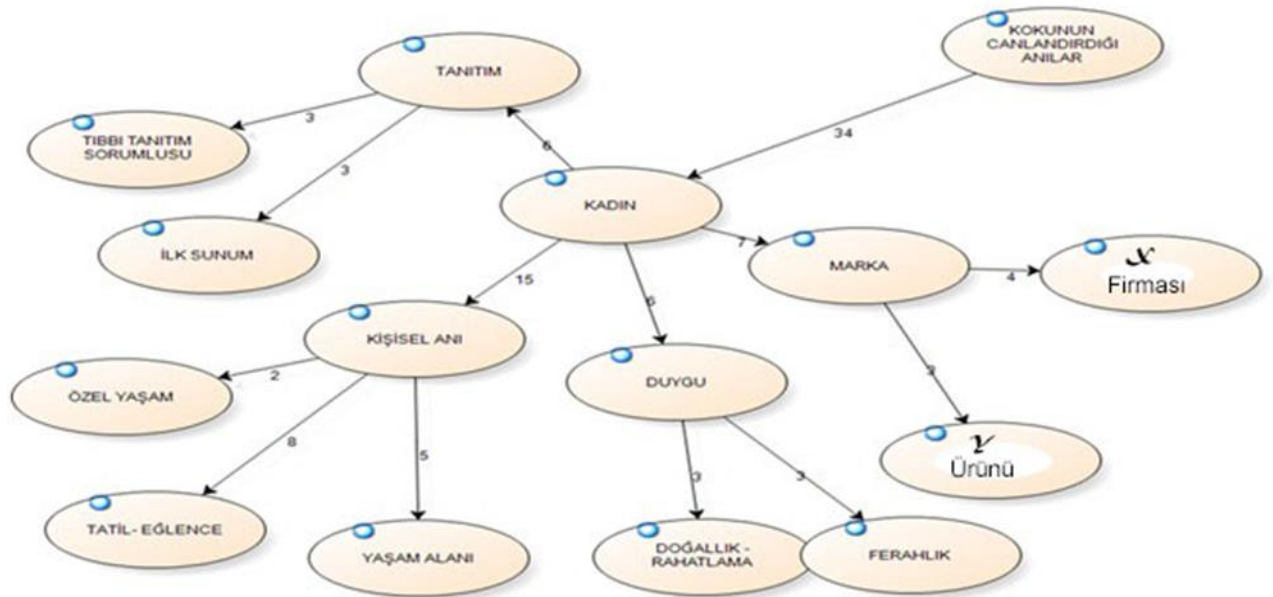 KOKUNUN
CANLANDIRDIĞI
ANILAR
TANITIM
3
TIBBI TANITIM
SORUMLUSU
3
6
34
KADIN
İLK SUNUM
7
MARKA
4
X
Firması
15
6
KİŞİSEL ANI
2
ÖZEL YAŞAM
DUYGU
3
8
5
Y
Ürünü
3
3
TATİL- EĞLENCE
YAŞAM ALANI
DOĞALLIK -
RAHATLAMA
FERAHLIK